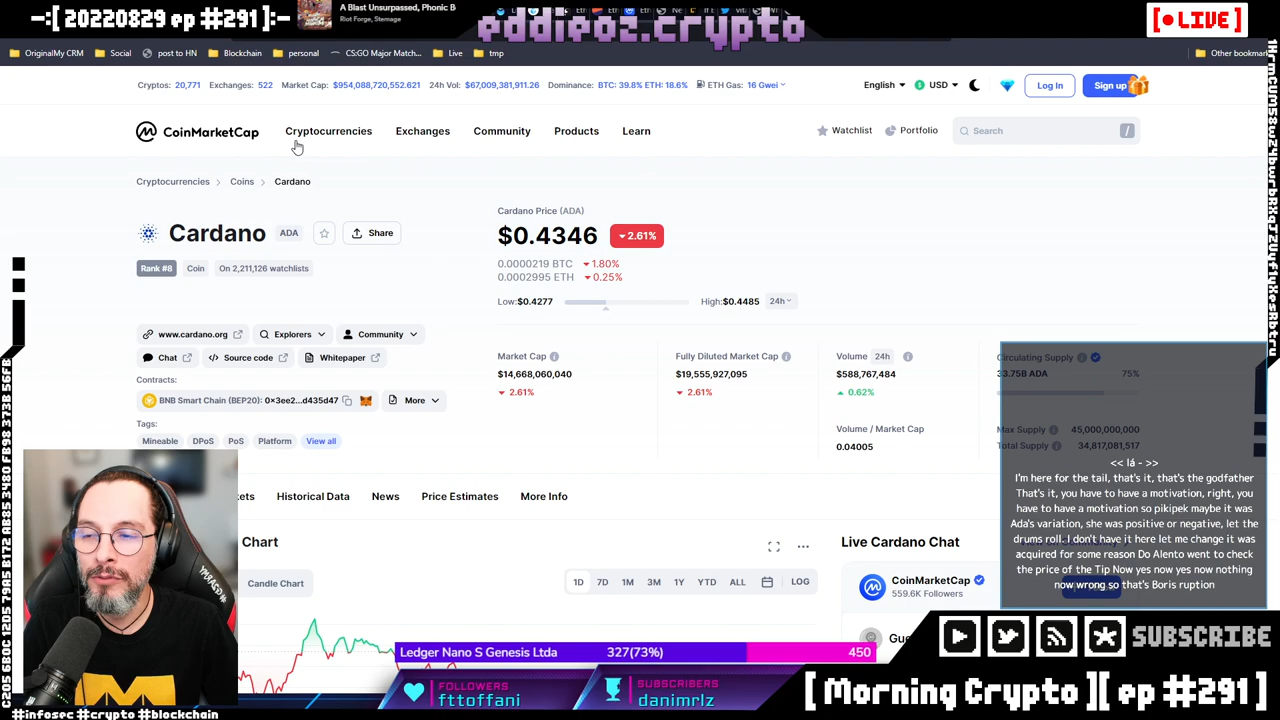 -:[ 20220829 ep #291 ]:-
A Blast Unsurpassed, Phonic B
Riot Forge, Stemage
eddieoz.crypto
[ LIVE ]
OriginalMy CRM
Social
post to HN
Blockchain
personal
CS:GO Major Match...
Live
tmp
Other bookmar
Cryptos: 20,771
Exchanges: 522
Market Cap: $954,088,720,552.621
24h Vol: $67,009,381,911.26
Dominance: BTC: 39.8% ETH: 18.6%
ETH Gas: 16 Gwei
English
USD
Log In
Sign up
CoinMarketCap
Cryptocurrencies
Exchanges
Community
Products
Learn
Watchlist
Portfolio
Search
/
Cryptocurrencies
Coins
Cardano
Cardano Price (ADA)
Cardano
ADA
Share
$0.4346
2.61%
0.0000219 BTC 1.80%
0.0002995 ETH 0.25%
Rank #8
Coin
On 2,211,126 watchlists
Low:$0.4277
High:$0.4485
24h
www.cardano.org
Explorers
Community
Chat
Source code
Whitepaper
Market Cap
Fully Diluted Market Cap
Volume 24h
Circulating Supply
$14,668,060,040
$19,555,927,095
$588,767,484
33.75B ADA
75%
2.61%
2.61%
0.62%
Contracts:
BNB Smart Chain (BEP20): 0x3ee2...d435d47
More
Tags:
Mineable
DPoS
PoS
Platform
View all
Volume / Market Cap
0.04005
Max Supply
45,000,000,000
Total Supply
34,817,081,517
<< lá - >>
I'm here for the tail, that's it, that's the godfather
That's it, you have to have a motivation, right, you
have to have a motivation so pikipek maybe it was
Ada's variation, she was positive or negative, let the
drums roll I don't have it here let me change it was
acquired for some reason Do Alento went to check
the price of the Tip Now yes now yes now nothing
now wrong so that's Boris ruption
ets
Historical Data
News
Price Estimates
More Info
Chart
Live Cardano Chat
Candle Chart
1D
7D
1M
3M
1Y
YTD
ALL
LOG
CoinMarketCap
559.6K Followers
Gue
Ledger Nano S Genesis Ltda
327(73%)
450
FOLLOWERS
fttoffani
SUBSCRIBERS
danimrlz
SUBSCRIBE
[ Morning Crypto ][ ep #291 ]
#infosec #crypto #blockchain